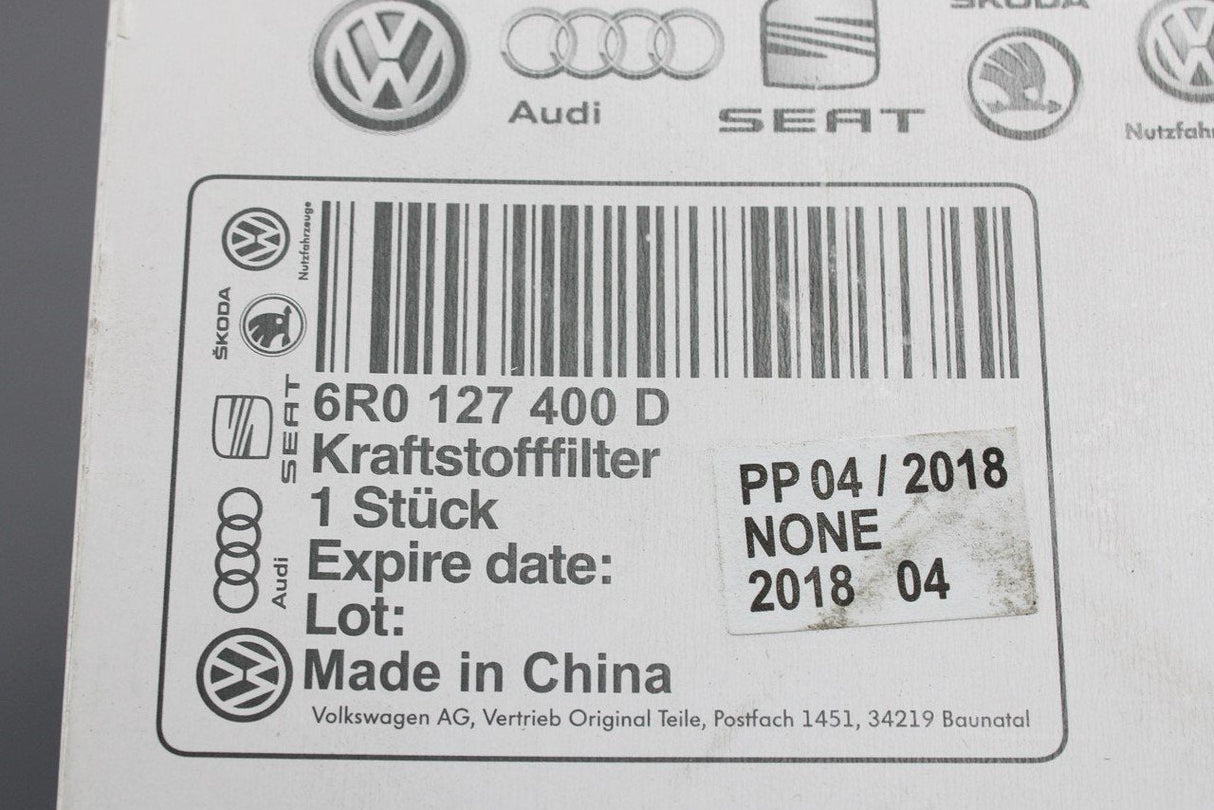 ŠKODA
Audi
SEAT
Nutzfahr
Nutzfahrzeuge
ŠKODA
SEAT
Audi
6R0 127 400 D
Kraftstofffilter
1 Stück
Expire date:
Lot:
Made in China
Volkswagen AG, Vertrieb Original Teile, Postfach 1451, 34219 Baunatal
PP 04 / 2018
NONE
2018 04